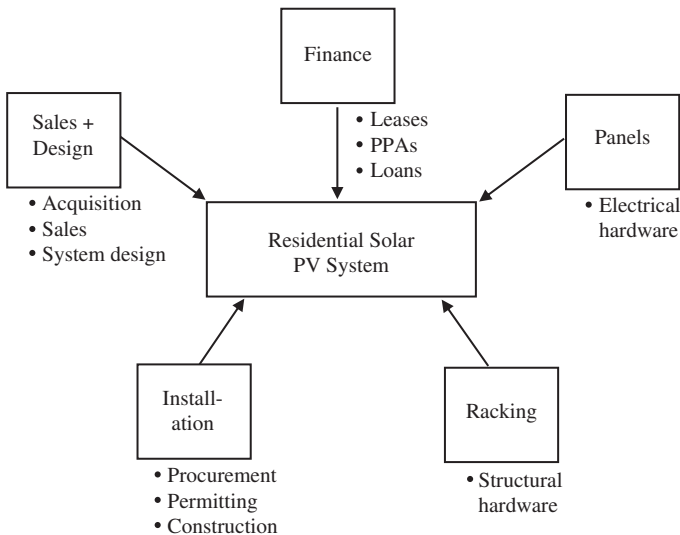 Finance
• Leases
• PPAs
• Loans
Sales +
Design
• Acquisition
• Sales
• System design
Panels
• Electrical
hardware
Residential Solar
PV System
Install-
ation
• Procurement
• Permitting
• Construction
Racking
• Structural
hardware